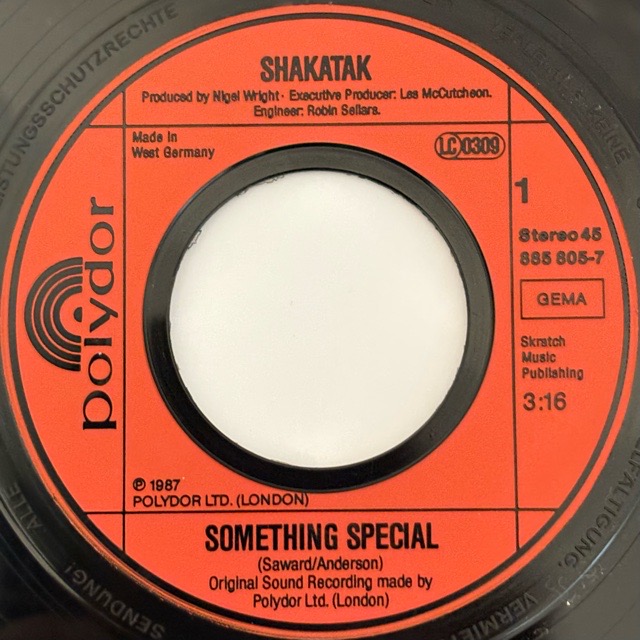 SHAKATAK
Produced by Nigel Wright · Executive Producer: Les McCutcheon.
Engineer: Robin Sellars.
Made in
West Germany
LC 0309
1
Stereo 45
885 805-7
GEMA
Skratch
Music
Publishing
3:16
polydor
℗ 1987
POLYDOR LTD. (LONDON)
SOMETHING SPECIAL
(Saward/Anderson)
Original Sound Recording made by
Polydor Ltd. (London)
SENDUNG! ALLE